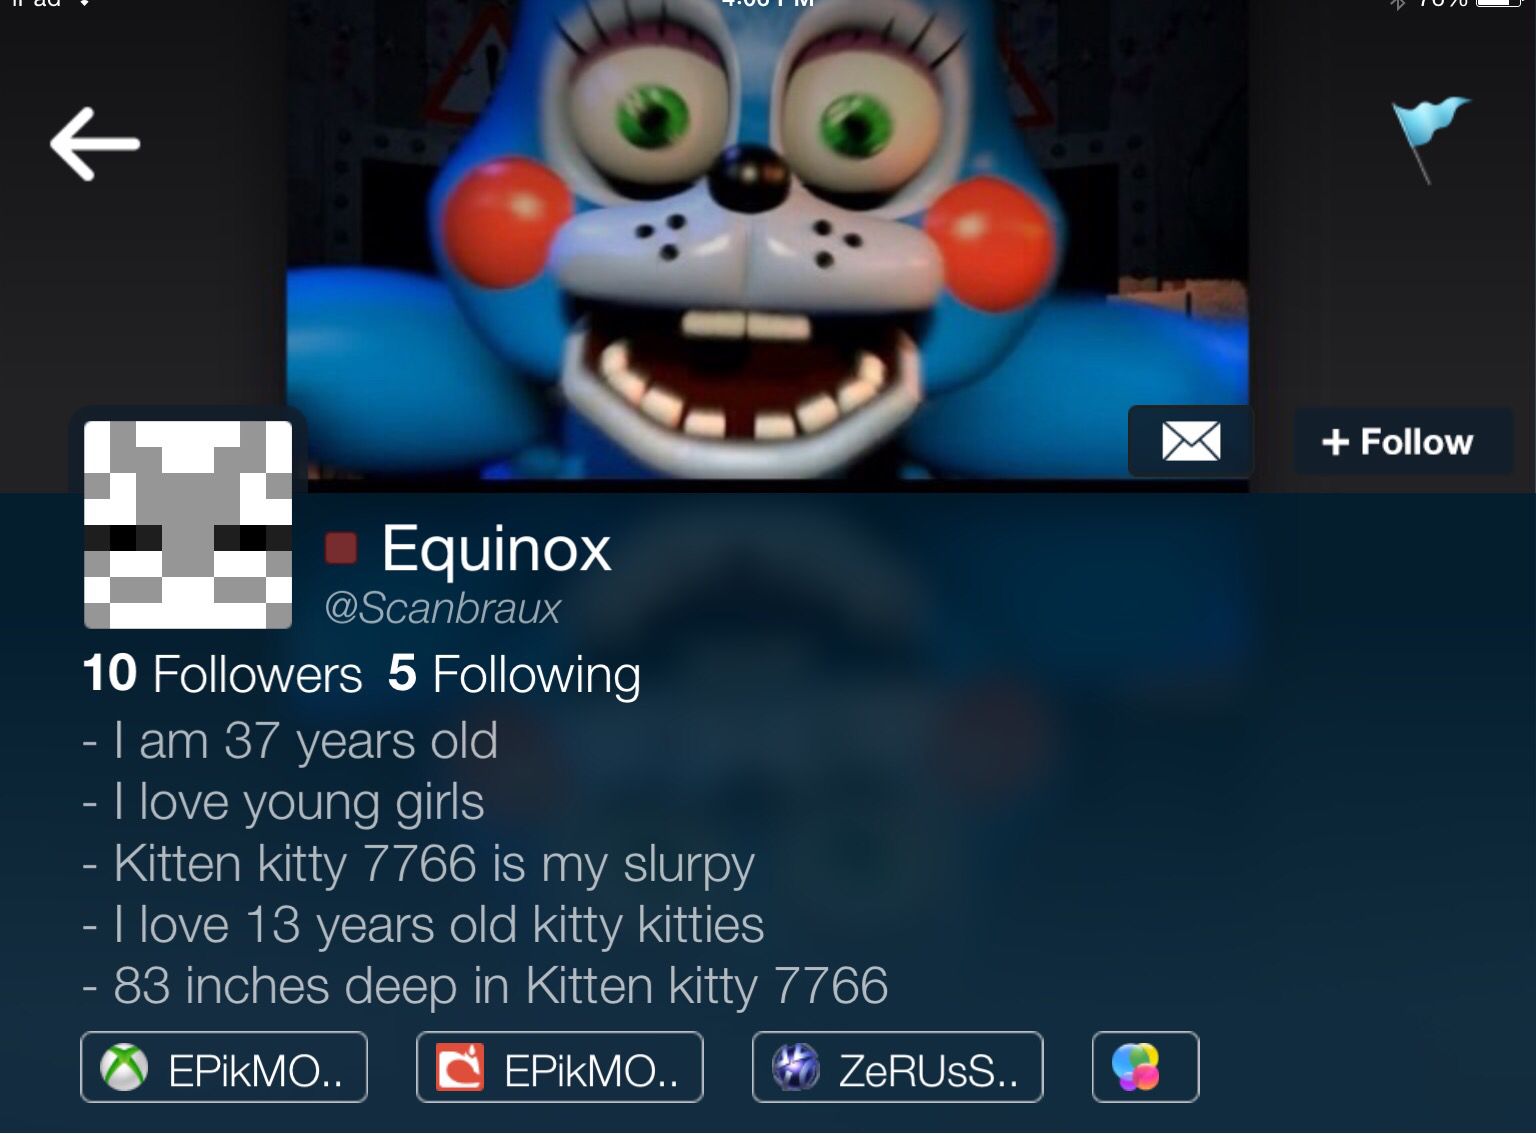 + Follow
Equinox
@Scanbraux
10 Followers 5 Following
- I am 37 years old
- I love young girls
- Kitten kitty 7766 is my slurpy
- I love 13 years old kitty kitties
- 83 inches deep in Kitten kitty 7766
EPikMO.. EPikMO.. ZeRUsS..